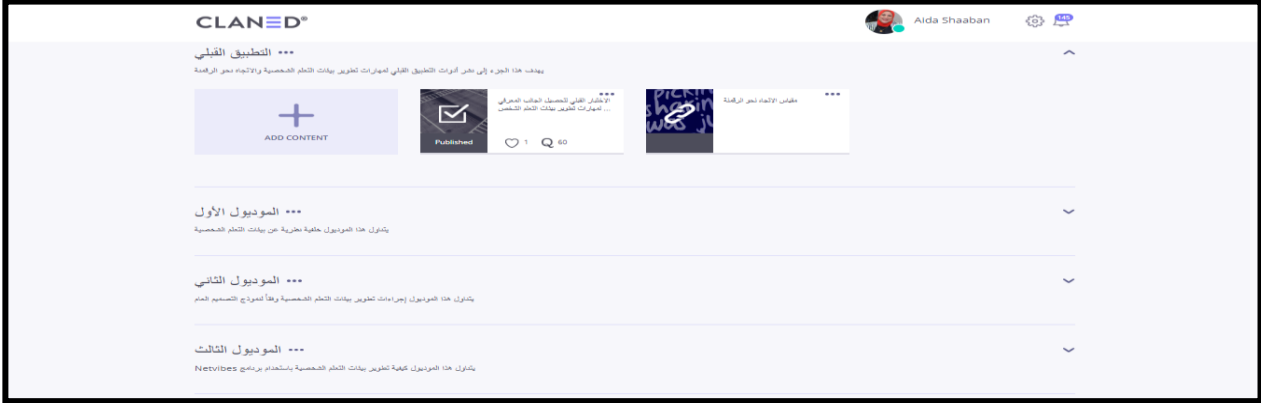 CLANED®
Aida Shaaban
145
التطبيق القبلي •••
يهدف هذا الجزء إلى نشر أدوات التطبيق القبلي لمهارات تطوير بيئات التعلم الشخصية والاتجاه نحو الرقمنة
ADD CONTENT
Published
الاختبار القبلي لتحصيل الجانب المعرفي
لمهارات تطوير بيئات التعلم الشخصي ...
1
60
مقياس الاتجاه نحو الرقمنة
الموديول الأول •••
يتناول هذا الموديول خلفية نظرية عن بيئات التعلم الشخصية
الموديول الثاني •••
يتناول هذا الموديول إجراءات تطوير بيئات التعلم الشخصية وفقاً لنموذج التصميم العام
الموديول الثالث •••
يتناول هذا الموديول كيفية تطوير بيئات التعلم الشخصية باستخدام برنامج Netvibes